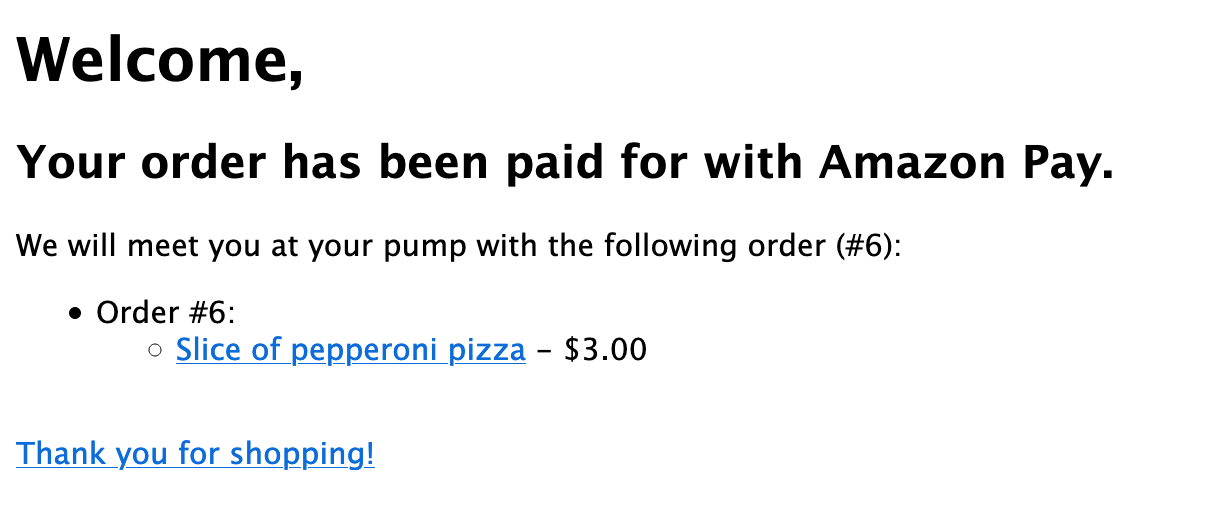 Welcome,
Your order has been paid for with Amazon Pay.
We will meet you at your pump with the following order (#6):
Order #6:
Slice of pepperoni pizza – $3.00
Thank you for shopping!